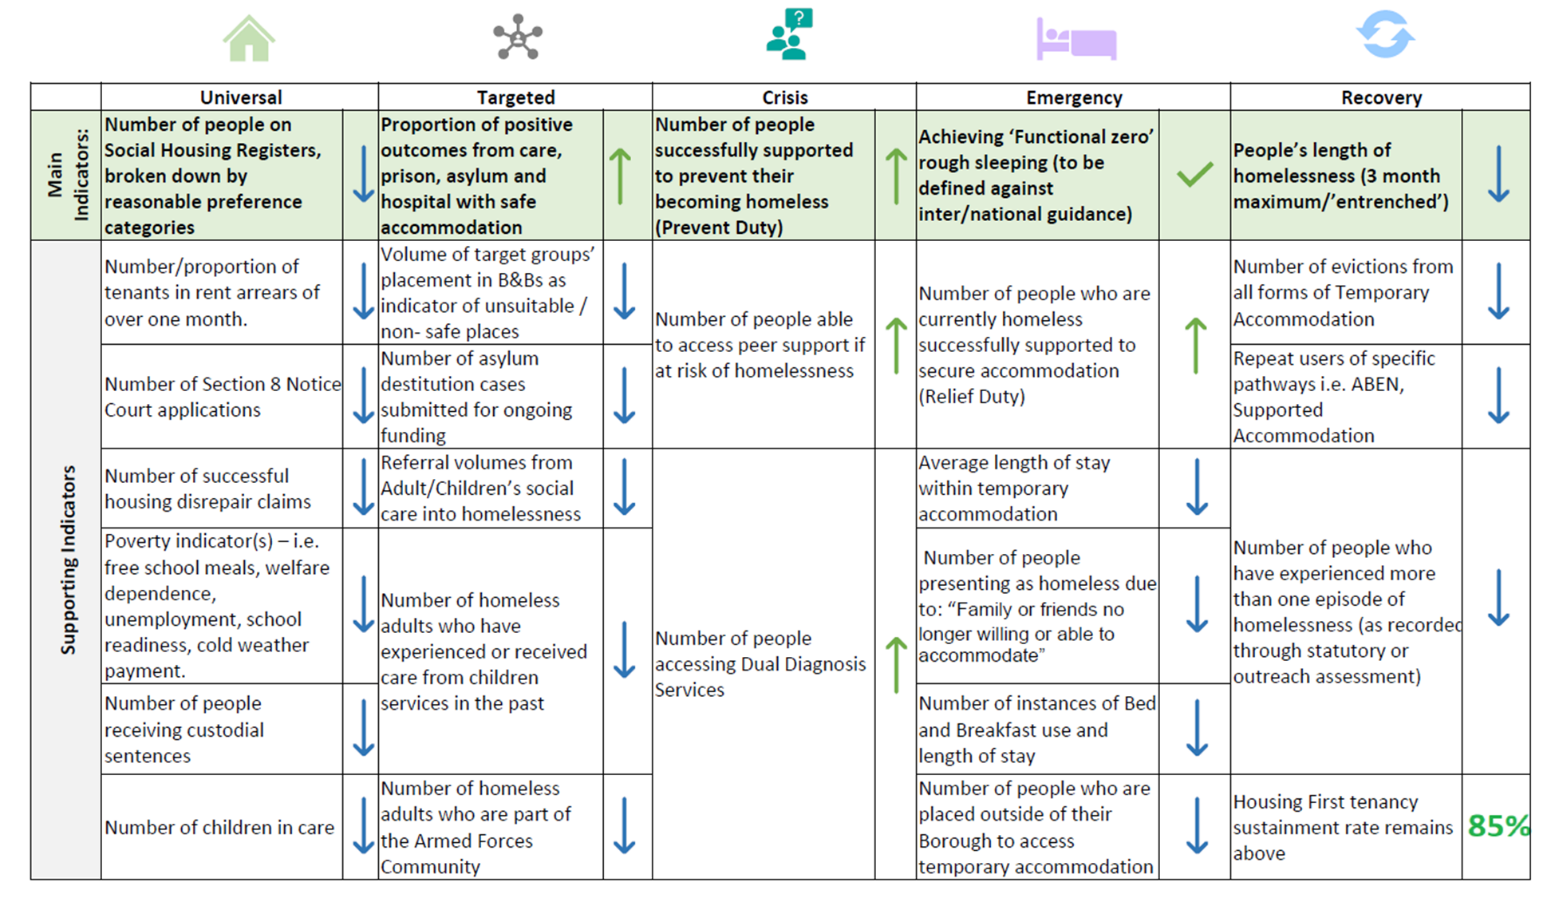 ?
Universal
Targeted
Crisis
Emergency
Recovery
Main
Indicators:
Number of people on
Social Housing Registers,
broken down by
reasonable preference
categories
Proportion of positive
outcomes from care,
prison, asylum and
hospital with safe
accommodation
Number of people
successfully supported
to prevent their
becoming homeless
(Prevent Duty)
Achieving ‘Functional zero’
rough sleeping (to be
defined against
inter/national guidance)
People’s length of
homelessness (3 month
maximum/’entrenched’)
Supporting Indicators
Number/proportion of
tenants in rent arrears of
over one month.
Volume of target groups’
placement in B&Bs as
indicator of unsuitable /
non- safe places
Number of people able
to access peer support if
at risk of homelessness
Number of people who are
currently homeless
successfully supported to
secure accommodation
(Relief Duty)
Number of evictions from
all forms of Temporary
Accommodation
Number of Section 8 Notice
Court applications
Number of asylum
destitution cases
submitted for ongoing
funding
Repeat users of specific
pathways i.e. ABEN,
Supported
Accommodation
Number of successful
housing disrepair claims
Referral volumes from
Adult/Children’s social
care into homelessness
Number of people
accessing Dual Diagnosis
Services
Average length of stay
within temporary
accommodation
Number of people who
have experienced more
than one episode of
homelessness (as recorded
through statutory or
outreach assessment)
Poverty indicator(s) – i.e.
free school meals, welfare
dependence,
unemployment, school
readiness, cold weather
payment.
Number of homeless
adults who have
experienced or received
care from children
services in the past
Number of people
presenting as homeless due
to: “Family or friends no
longer willing or able to
accommodate”
Number of people
receiving custodial
sentences
Number of instances of Bed
and Breakfast use and
length of stay
Number of children in care
Number of homeless
adults who are part of
the Armed Forces
Community
Number of people who are
placed outside of their
Borough to access
temporary accommodation
Housing First tenancy
sustainment rate remains
above
85%